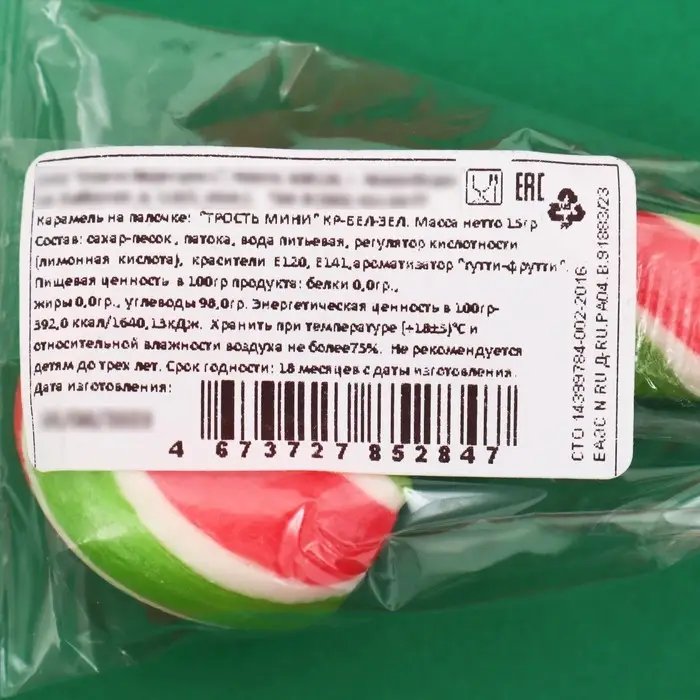 EAC
Карамель на палочке: "ТРОСТЬ МИНИ" КР-БЕЛ-ЗЕЛ. Масса нетто 15гр
Состав: сахар-песок, патока, вода питьевая, регулятор кислотности
(лимонная кислота), красители Е120, Е141,ароматизатор "тутти-фрутти".
Пищевая ценность в 100гр продукта: белки 0,0гр.,
жиры 0,0гр., углеводы 98,0гр. Энергетическая ценность в 100гр-
392,0 ккал/1640,13кДж. Хранить при температуре (+18±5)°С и
относительной влажности воздуха не более75%. Не рекомендуется
детям до трех лет. Срок годности: 18 месяцев с даты изготовления.
Дата изготовления:
4 673727 852847
СТО 14399784-002-2016
ЕАЭС N RU Д-RU.РА04.В.91883/23